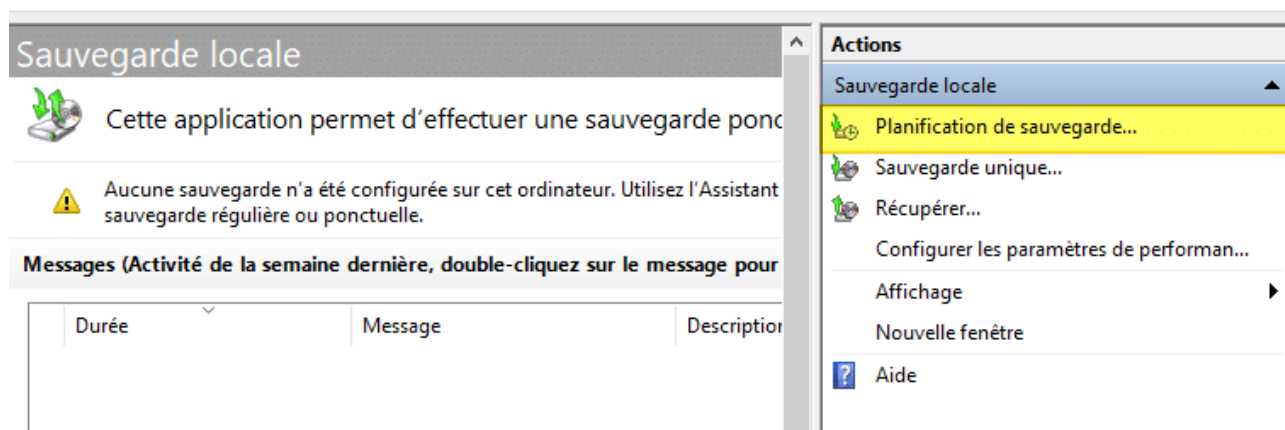 Sauvegarde locale
Cette application permet d'effectuer une sauvegarde
Aucune sauvegarde n'a été configurée sur cet ordinateur. Utilisez l'Assistant
sauvegarde régulière ou ponctuelle.
Messages (Activité de la semaine dernière, double-cliquez sur le message pour
Durée
Message
Actions
Sauvegarde locale
Planification de sauvegarde...
Sauvegarde unique...
Récupérer...
Configurer les paramètres de performan...
Affichage
Nouvelle fenêtre
Aide